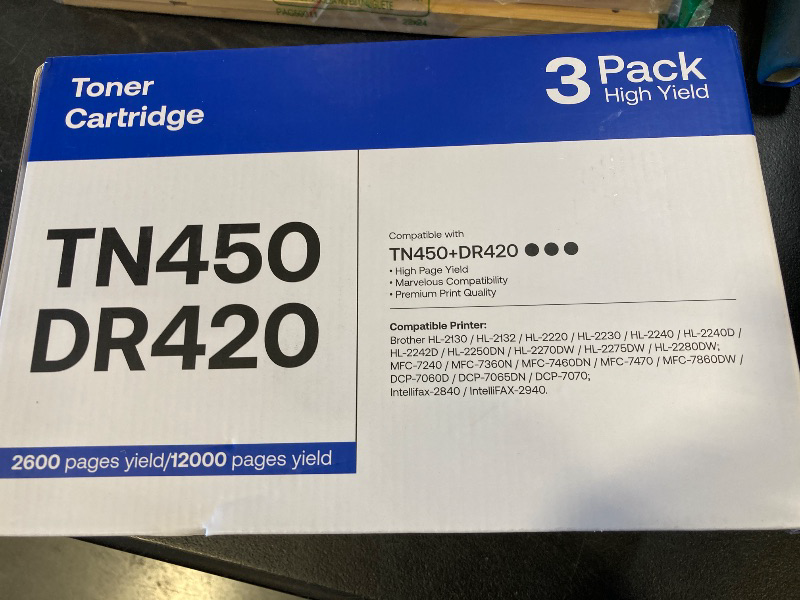 Toner
Cartridge
3 Pack
High Yield
TN450
DR420
2600 pages yield/12000 pages yield
Compatible with
TN450+DR420 ●●●
• High Page Yield
• Marvelous Compatibility
• Premium Print Quality
Compatible Printer:
Brother HL-2130 / HL-2132 / HL-2220 / HL-2230 / HL-2240 / HL-2240D /
HL-2242D / HL-2250DN / HL-2270DW / HL-2275DW / HL-2280DW;
MFC-7240 / MFC-7360N / MFC-7460DN / MFC-7470 / MFC-7860DW /
DCP-7060D / DCP-7065DN / DCP-7070;
Intellifax-2840 / IntelliFAX-2940.